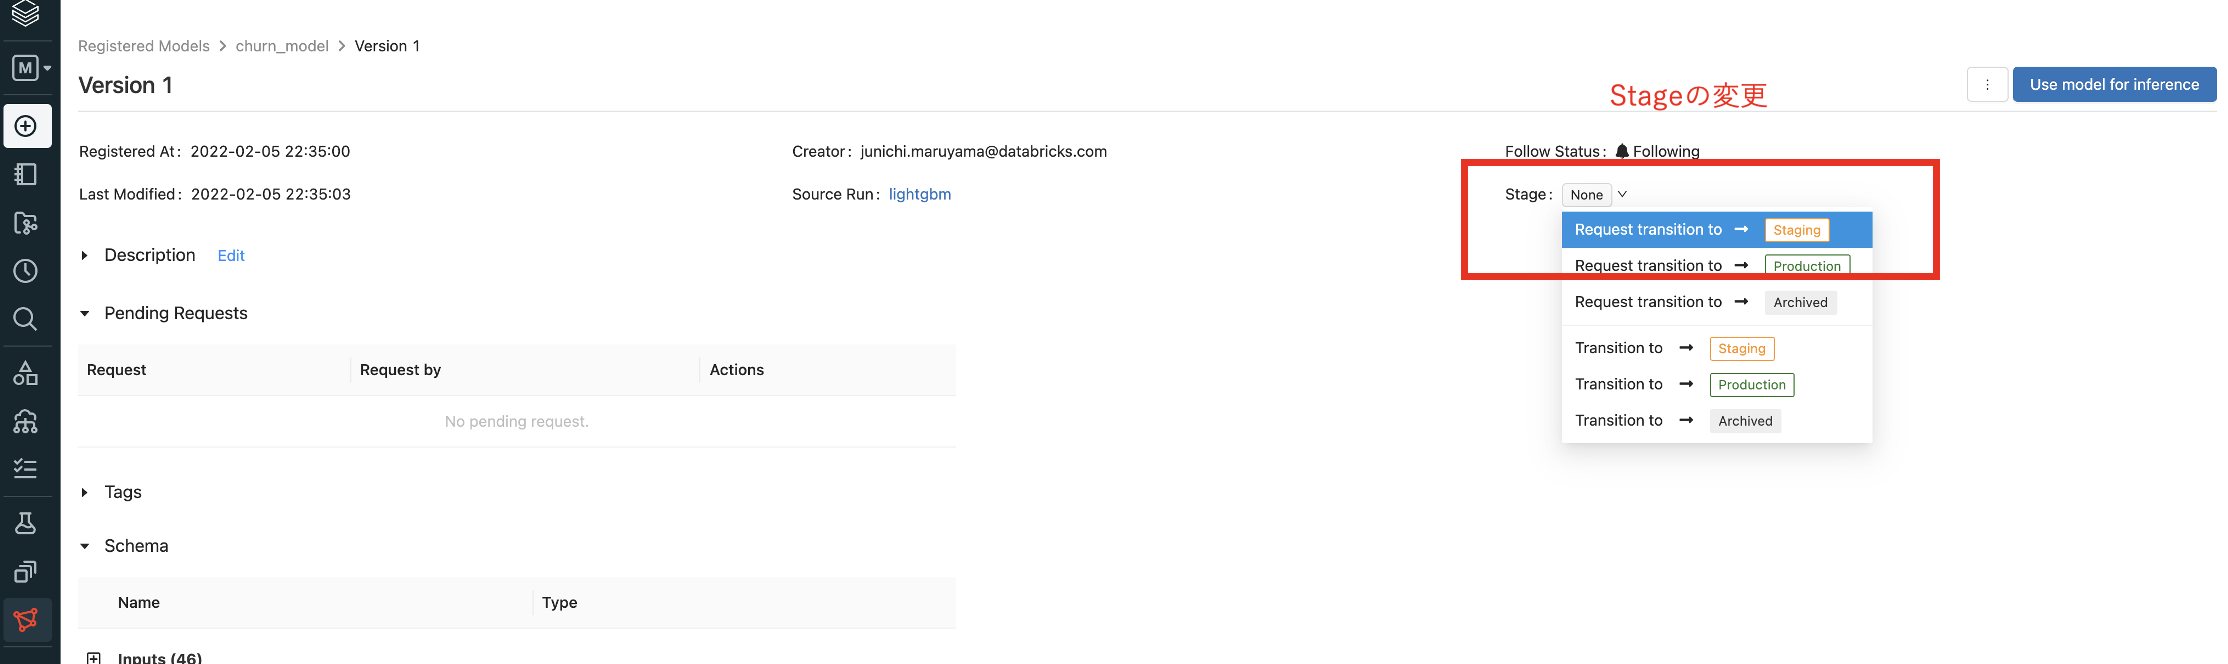 Registered Models > churn_model > Version 1
M
Version 1
Stageの変更
Use model for inference
Registered At: 2022-02-05 22:35:00
Creator: junichi.maruyama@databricks.com
Follow Status: Following
Last Modified: 2022-02-05 22:35:03
Source Run: lightgbm
Stage: None
Request transition to → Staging
Request transition to → Production
Request transition to → Archived
Transition to → Staging
Transition to → Production
Transition to → Archived
Description Edit
Pending Requests
Request Request by Actions
No pending request.
Tags
Schema
Name Type
Inputs (46)